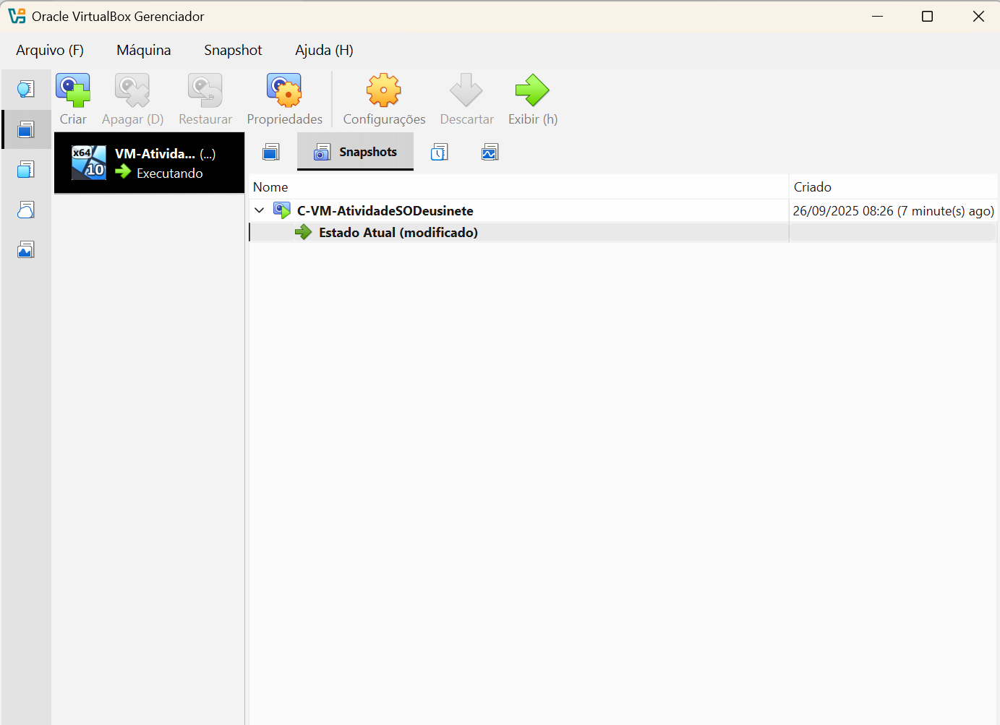 Oracle VirtualBox Gerenciador
Arquivo (F) Máquina Snapshot Ajuda (H)
Criar Apagar (D) Restaurar Propriedades Configurações Descartar Exibir (h)
x64 10
VM-Ativida... (...)
Executando
Snapshots
Nome Criado
C-VM-AtividadeSODeusinete 26/09/2025 08:26 (7 minute(s) ago)
Estado Atual (modificado)